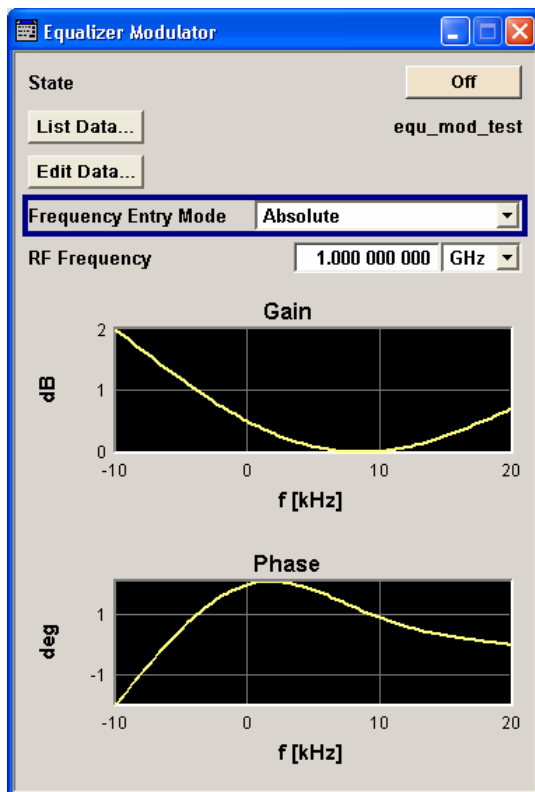 Equalizer Modulator
State Off
List Data... equ_mod_test
Edit Data...
Frequency Entry Mode Absolute
RF Frequency 1.000 000 000 GHz
Gain
2
dB
1
0
-10 0 10 20
f [kHz]
Phase
1
deg
-1
-10 0 10 20
f [kHz]